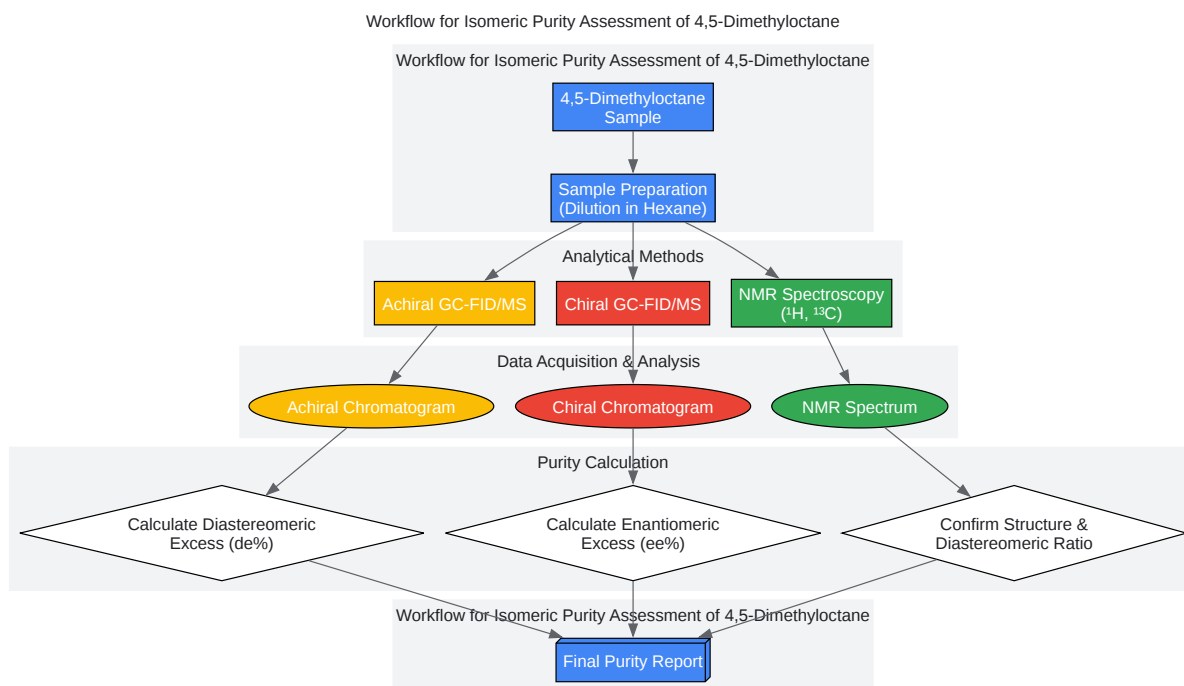 Workflow for Isomeric Purity Assessment of 4,5-Dimethyloctane
Workflow for Isomeric Purity Assessment of 4,5-Dimethyloctane
4,5-Dimethyloctane
Sample
Sample Preparation
(Dilution in Hexane)
Analytical Methods
Achiral GC-FID/MS
Chiral GC-FID/MS
NMR Spectroscopy
(¹H, ¹³C)
Data Acquisition & Analysis
Achiral Chromatogram
Chiral Chromatogram
NMR Spectrum
Purity Calculation
Calculate Diastereomeric
Excess (de%)
Calculate Enantiomeric
Excess (ee%)
Confirm Structure &
Diastereomeric Ratio
Workflow for Isomeric Purity Assessment of 4,5-Dimethyloctane
Final Purity Report